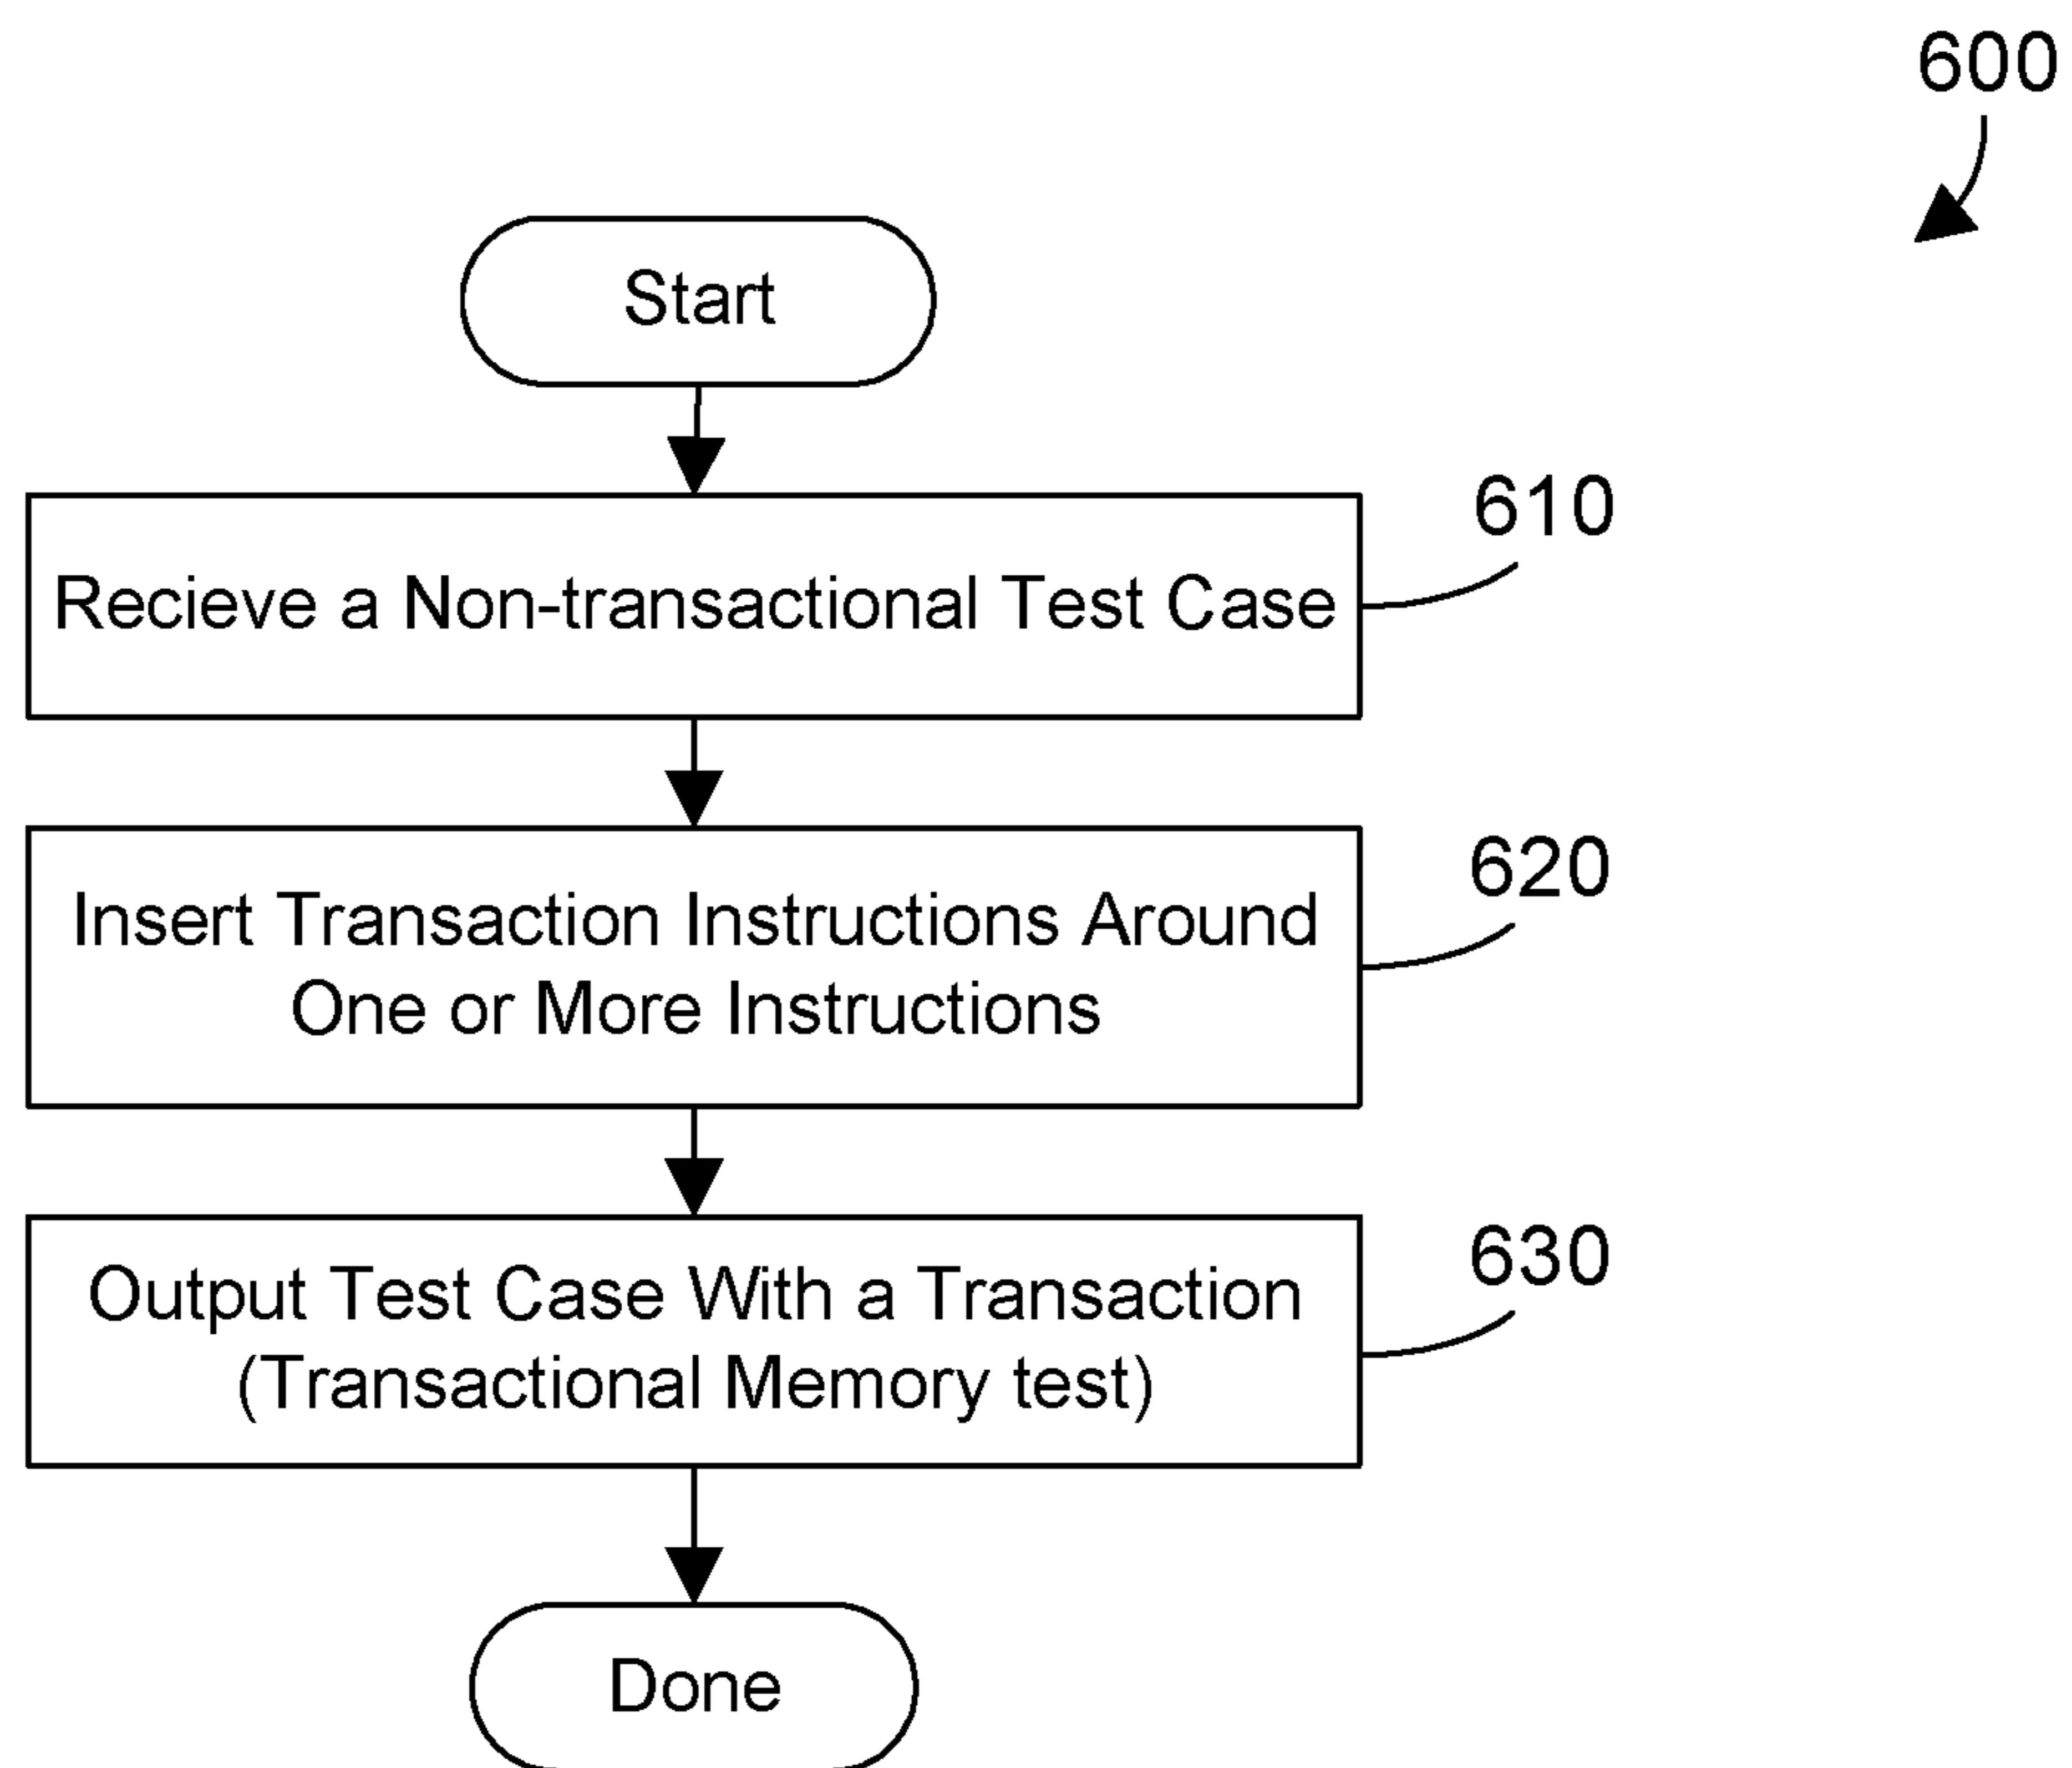 600
Start
Recieve a Non-transactional Test Case
610
Insert Transaction Instructions Around
One or More Instructions
620
Output Test Case With a Transaction
(Transactional Memory test)
630
Done